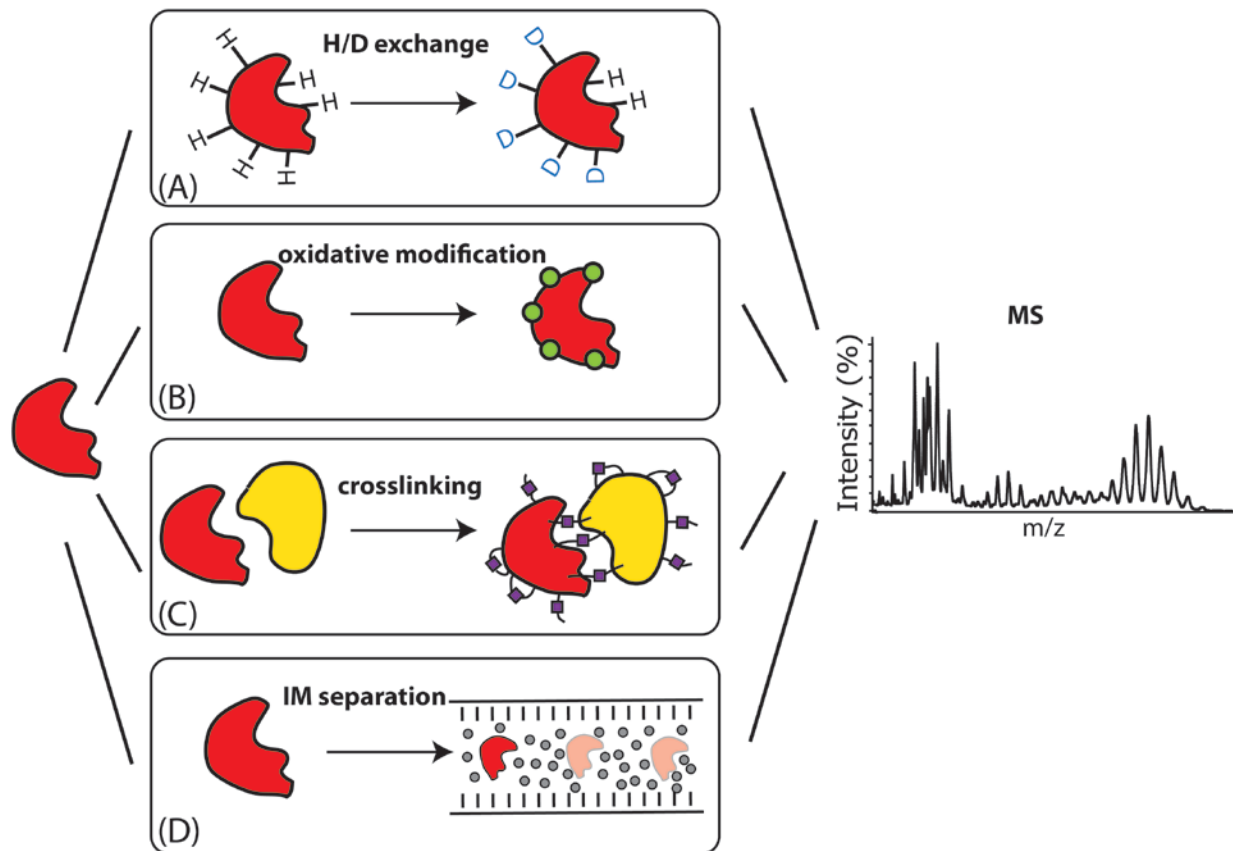 H/D exchange
H
H
H
H
H
H
H
D
D
D
D
D
H
H
(A)
oxidative modification
(B)
crosslinking
(C)
IM separation
(D)
MS
Intensity (%)
m/z